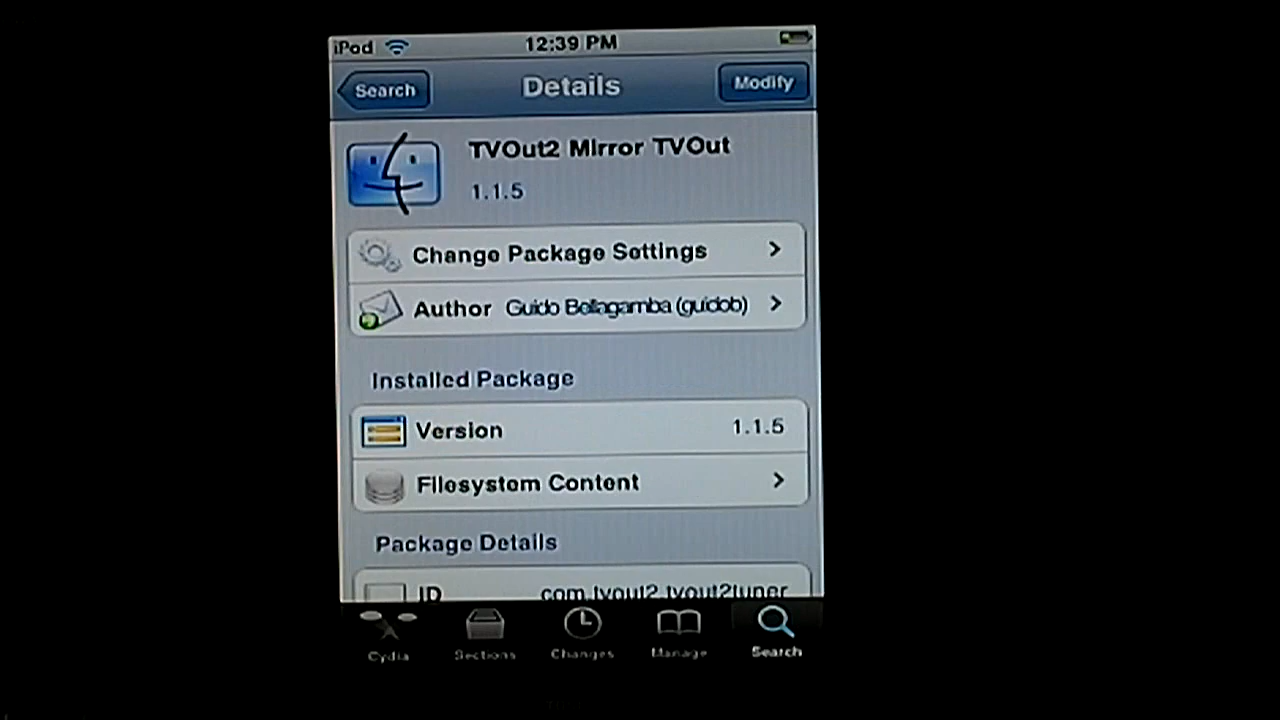 iPod 12:39 PM
Search Details Modify
TVOut2 Mirror TVOut
1.1.5
Change Package Settings
Author Guido Bellagamba (guidob)
Installed Package
Version 1.1.5
Filesystem Content
Package Details
ID com.tvout2.tvout2tuner
Cydia Sections Changes Manage Search